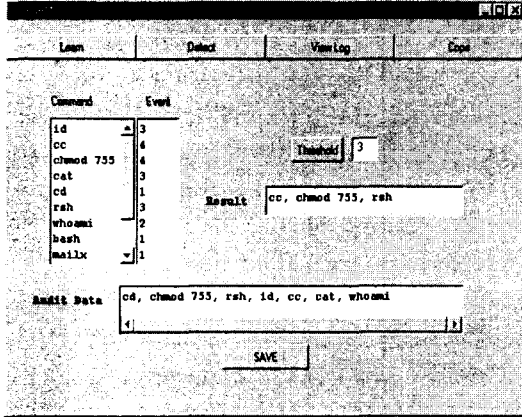 Learn Detect View Log Cope
Command Event
id 3
cc 4
chmod 755 4
cat 3
cd 1
rsh 3
whoami 2
bash 1
mailx 1
Threshold 3
Result cc, chmod 755, rsh
Audit Data cd, chmod 755, rsh, id, cc, cat, whoami
SAVE